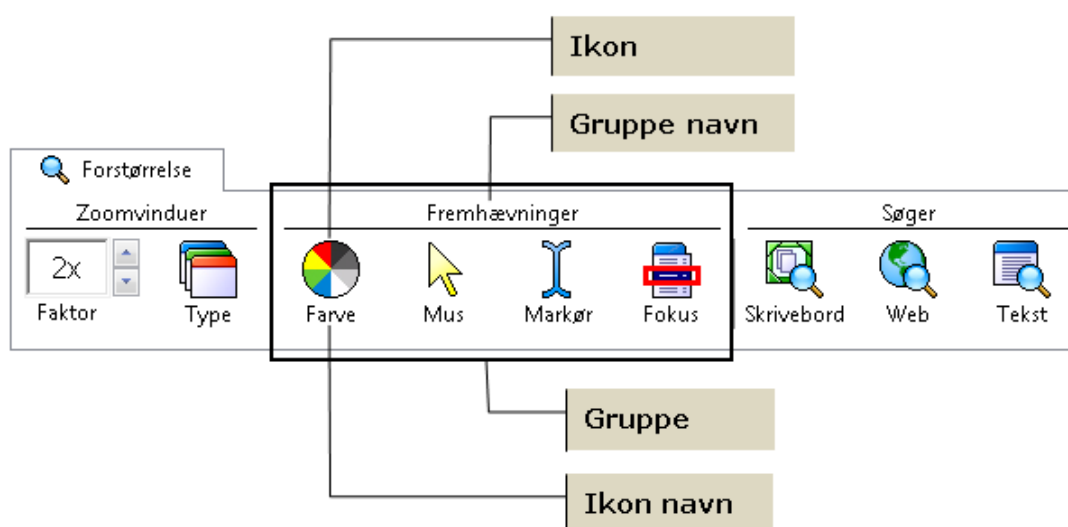 Ikon
Gruppe navn
Forstørrelse
Zoomvinduer Fremhævninger Søger
2x
Faktor Type Farve Mus Markør Fokus Skrivebord Web Tekst
Gruppe
Ikon navn